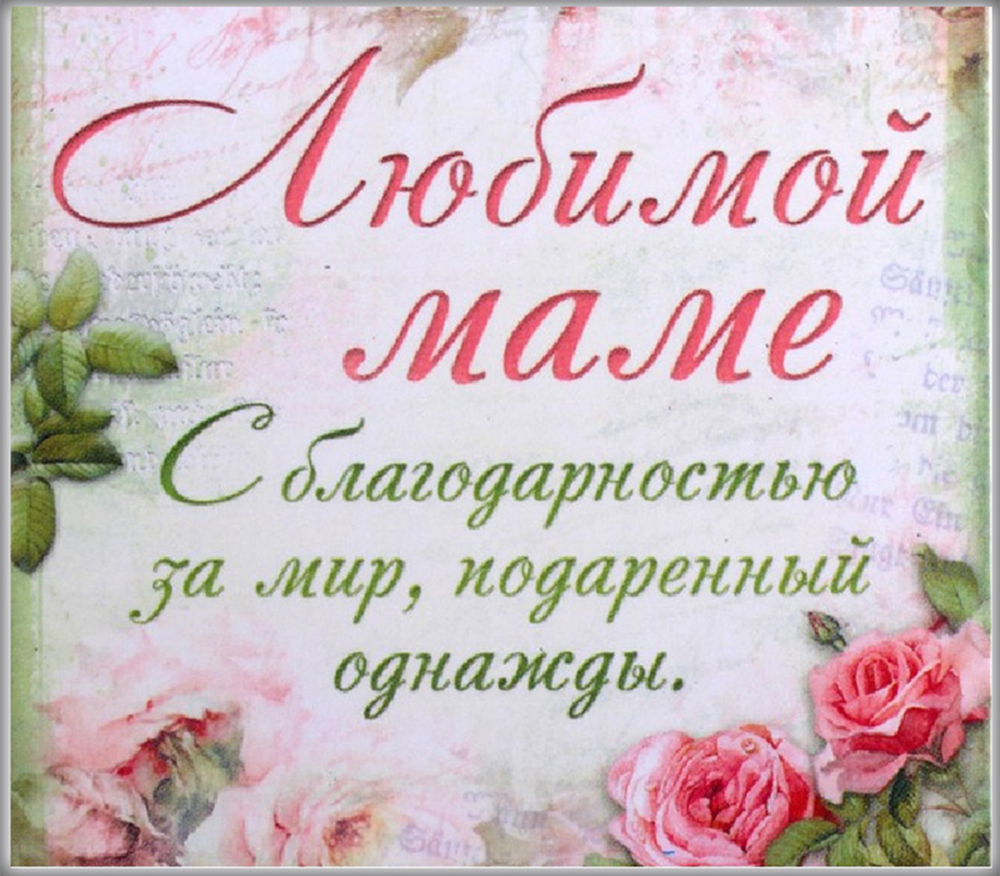 Любимой
маме
С благодарностью
за мир, подаренный
однажды.